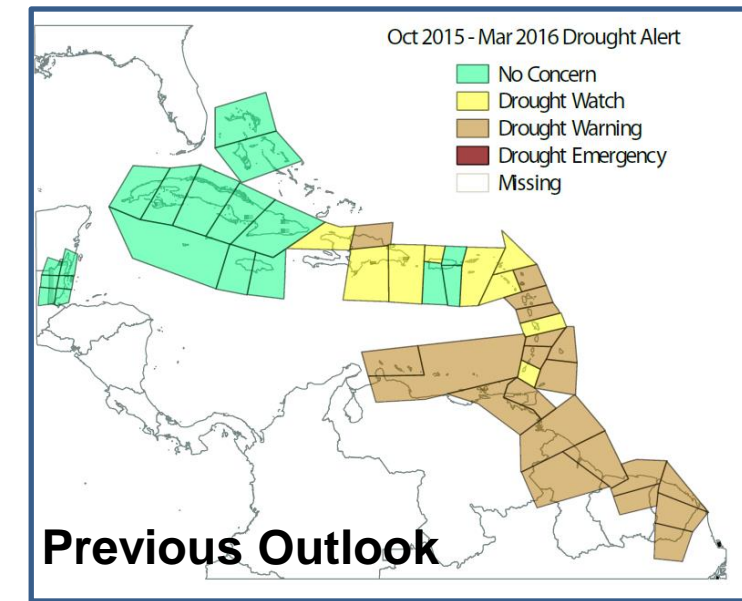 Oct 2015 - Mar 2016 Drought Alert
No Concern
Drought Watch
Drought Warning
Drought Emergency
Missing
Previous Outlook